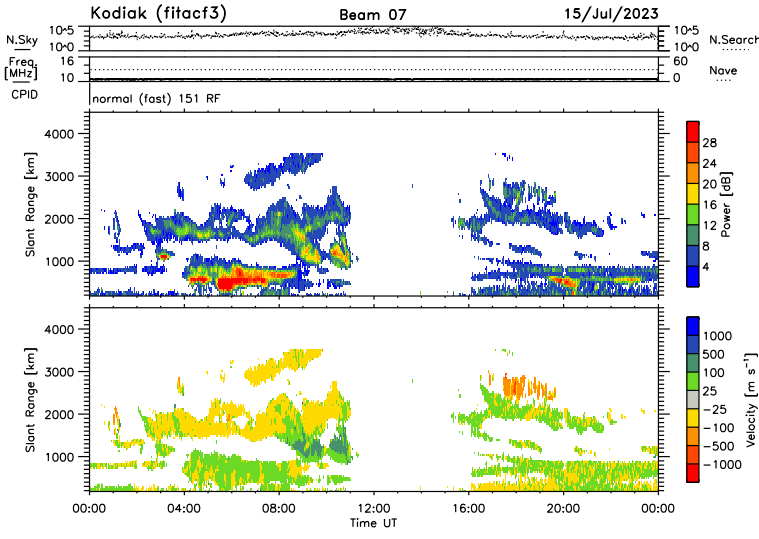 Kodiak (fitacf3) Beam 07 15/Jul/2023
N.Sky 10^5 10^0 10^5 10^0 N.Search
Freq. [MHz] 16 10 60 0 Nave
CPID normal (fast) 151 RF
Slant Range [km] 4000 3000 2000 1000
28 24 20 16 12 8 4 Power [dB]
Slant Range [km] 4000 3000 2000 1000
1000 500 100 25 −25 −100 −500 −1000 Velocity [m s⁻¹]
00:00 04:00 08:00 12:00 16:00 20:00 00:00
Time UT